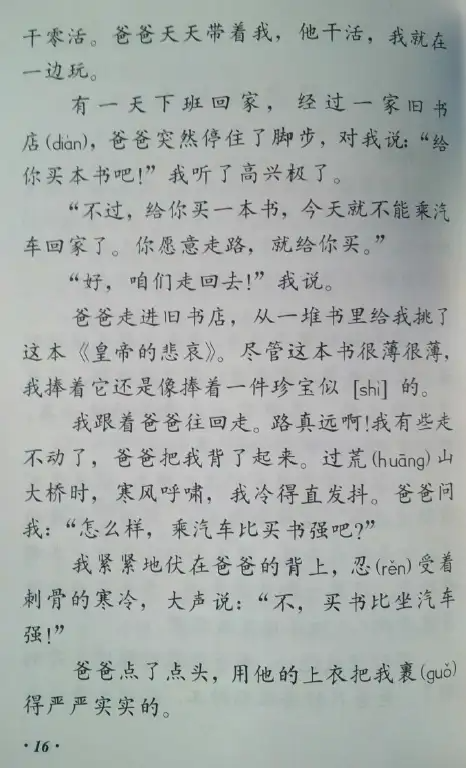 干零活。爸爸天天带着我，他干活，我就在
一边玩。
有一天下班回家，经过一家旧书
店(diàn)，爸爸突然停住了脚步，对我说：“给
你买本书吧！”我听了高兴极了。
“不过，给你买一本书，今天就不能乘汽
车回家了。你愿意走路，就给你买。”
“好，咱们走回去！”我说。
爸爸走进旧书店，从一堆书里给我挑了
这本《皇帝的悲哀》。尽管这本书很薄很薄，
我捧着它还是像捧着一件珍宝似[shì]的。
我跟着爸爸往回走。路真远啊！我有些走
不动了，爸爸把我背了起来。过荒(huāng)山
大桥时，寒风呼啸，我冷得直发抖。爸爸问
我：“怎么样，乘汽车比买书强吧？”
我紧紧地伏在爸爸的背上，忍(rěn)受着
刺骨的寒冷，大声说：“不，买书比坐汽车
强！”
爸爸点了点头，用他的上衣把我裹(guǒ)
得严严实实的。
·16·